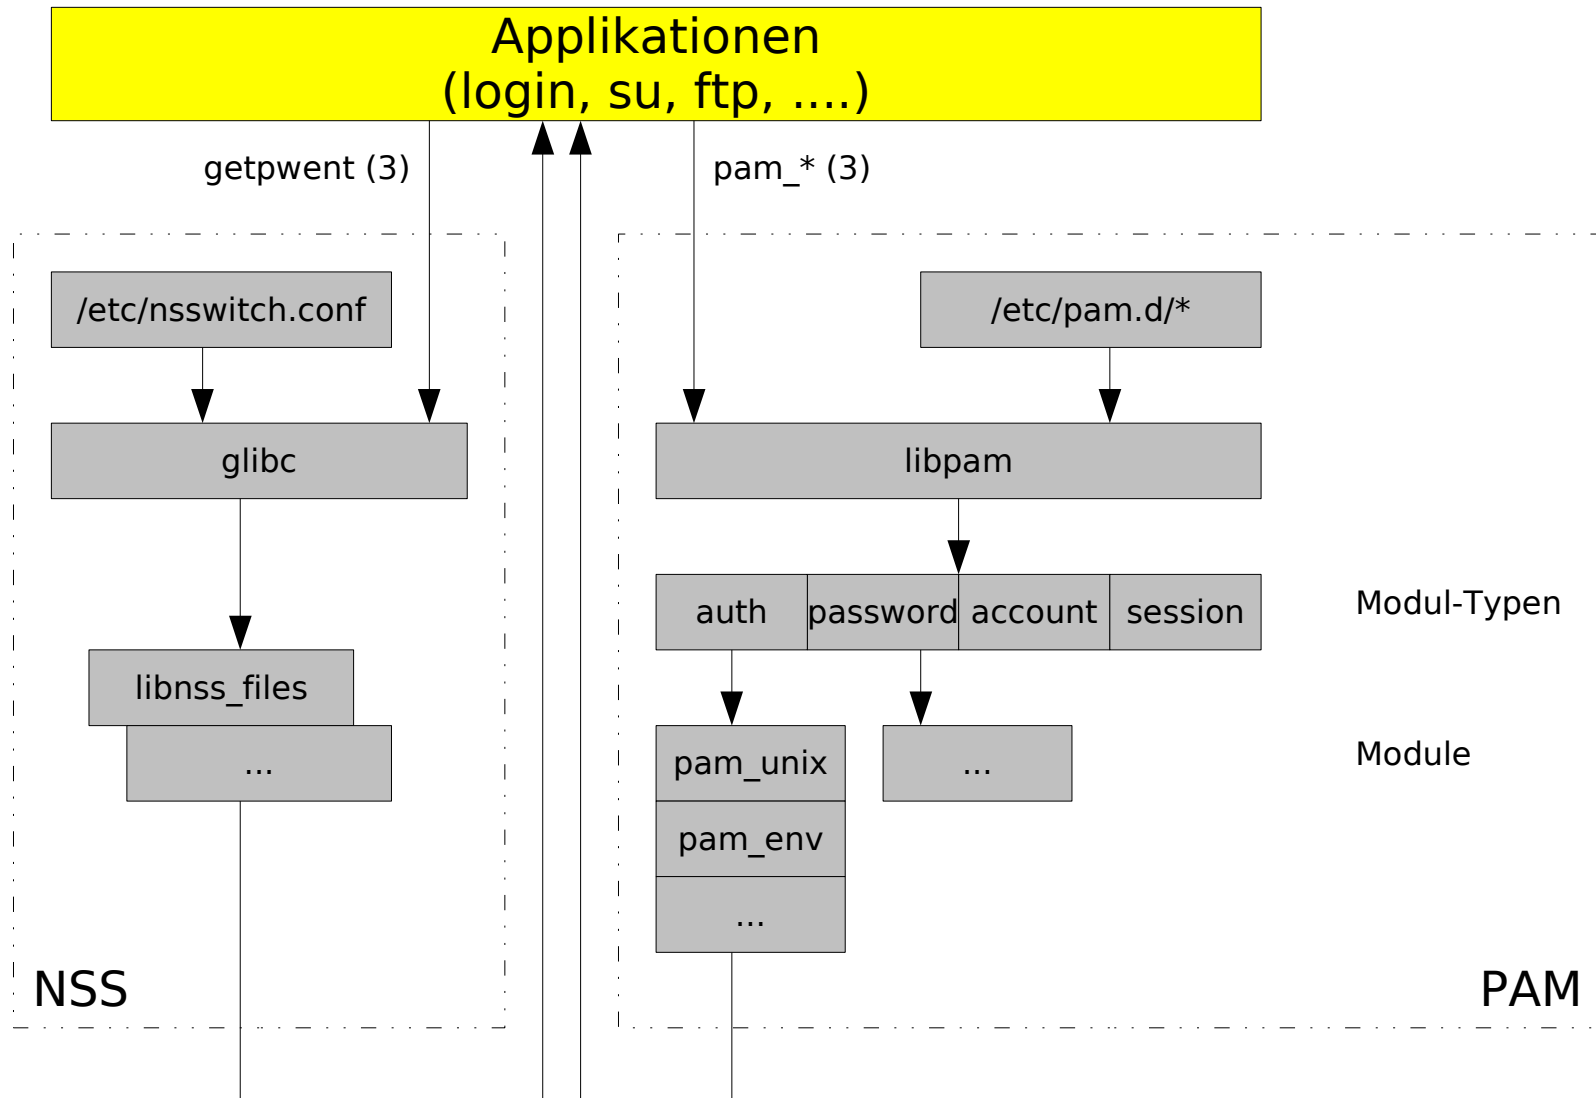 Applikationen
(login, su, ftp, ....)
getpwent (3)
pam_* (3)
/etc/nsswitch.conf
/etc/pam.d/*
glibc
libpam
auth
password
account
session
Modul-Typen
libnss_files
...
pam_unix
...
Module
pam_env
...
NSS
PAM